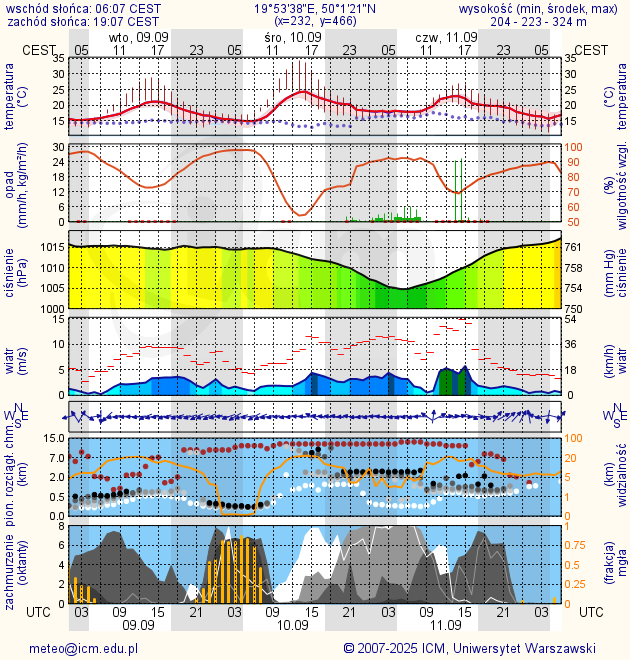 wschód słońca: 06:07 CEST 19°53'38"E, 50°1'21"N wysokość (min, środek, max)
zachód słońca: 19:07 CEST (x=232, y=466) 204 - 223 - 324 m
wto, 09.09 śro, 10.09 czw, 11.09
CEST 05 11 17 23 05 11 17 23 05 11 17 23 05 CEST
temperatura (°C)
35 30 25 20 15
35 30 25 20 15
temperatura (°C)
opad (mm/h, kg/m²/h)
30 24 18 12 6 0
100 90 80 70 60 50
(%) wilgotność wzgl.
ciśnienie (hPa)
1015 1010 1005 1000
761 758 754 750
(mm Hg) ciśnienie
wiatr (m/s)
15 10 5 0
54 36 18 0
(km/h) wiatr
N W E S
N W E S
pion. rozciągł. chm. (km)
15.0 7.0 2.0 0.5 0.0
100 20 5 1 0
(km) widzialność
zachmurzenie (oktanty)
8 6 4 2 0
1 0.75 0.5 0.25 0
(frakcja) mgła
UTC 03 09 15 21 03 09 15 21 03 09 15 21 03 UTC
09.09 10.09 11.09
meteo@icm.edu.pl © 2007-2025 ICM, Uniwersytet Warszawski